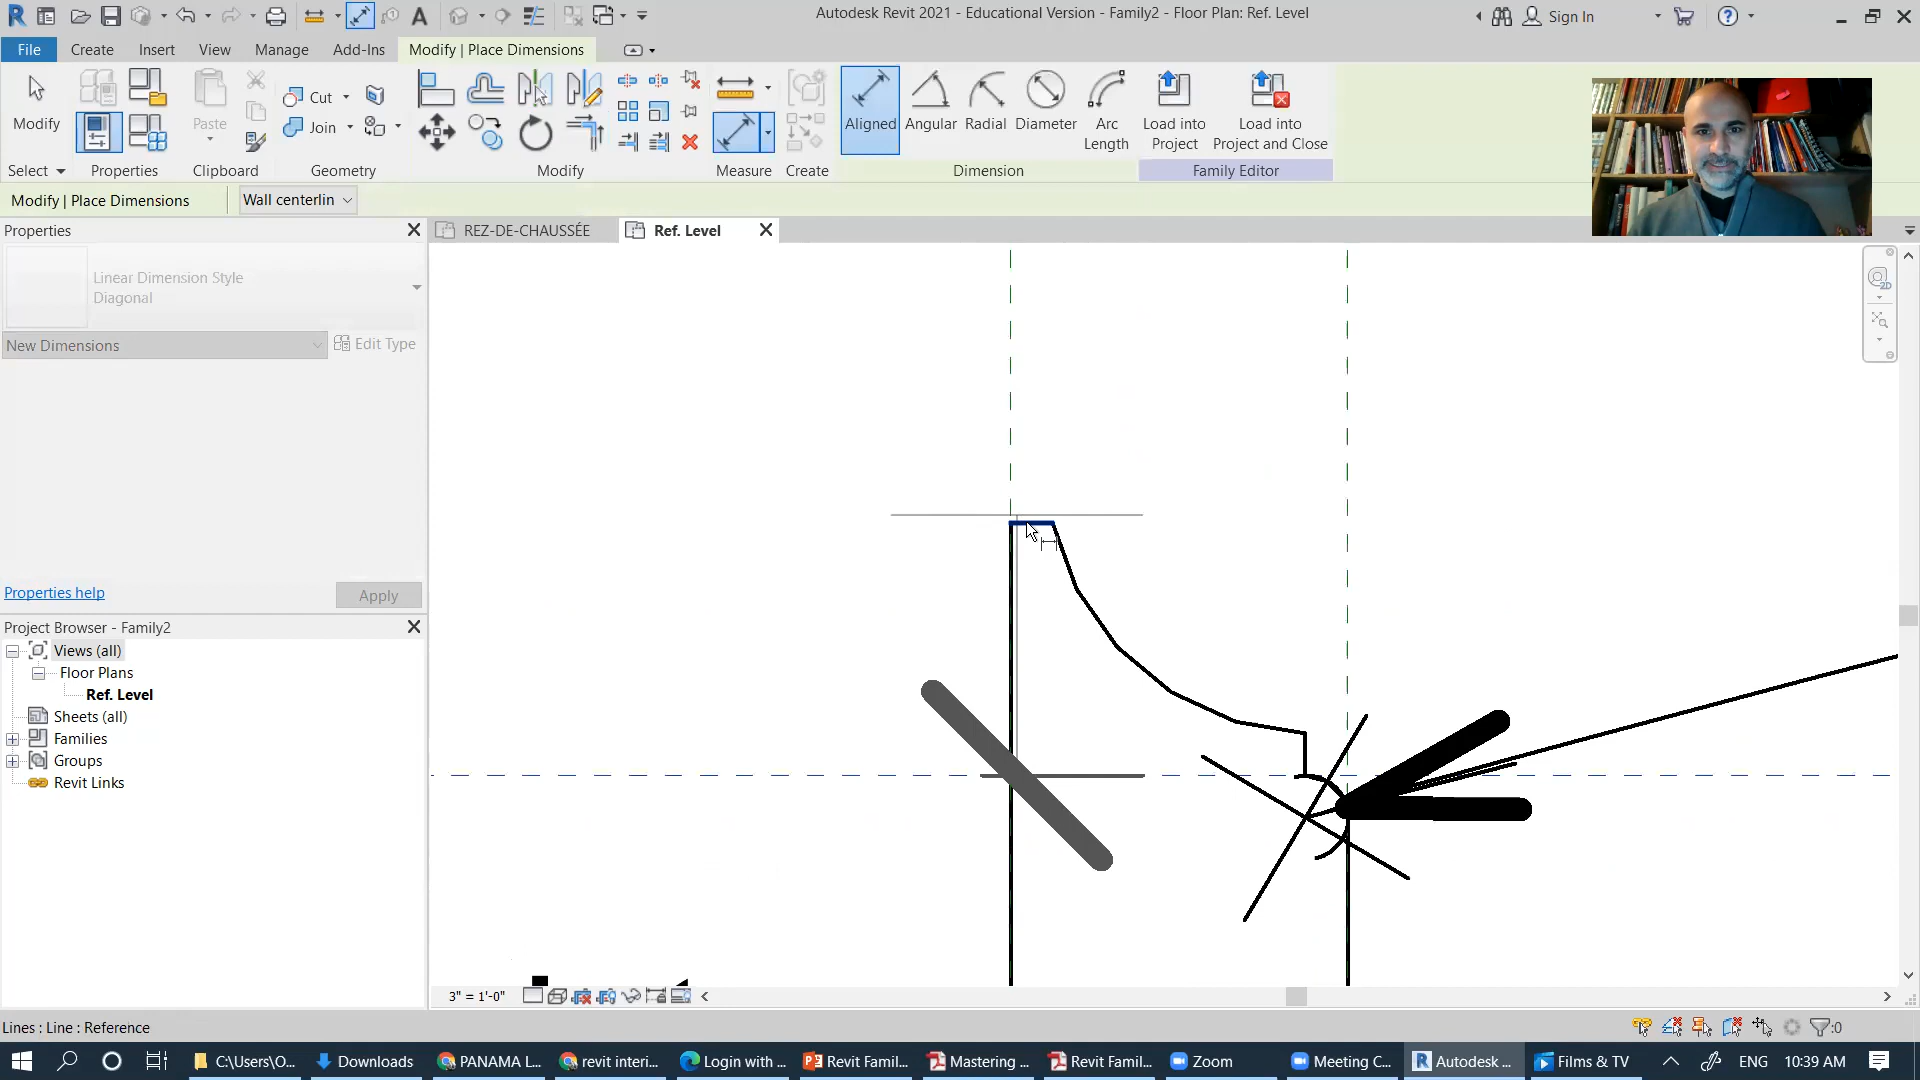 Autodesk Revit 2021 - Educational Version - Family2 - Floor Plan: Ref. Level
Sign In
File
Create
Insert
View
Manage
Add-Ins
Modify | Place Dimensions
Modify
Paste
Cut
Join
Aligned
Angular
Radial
Diameter
Arc Length
Load into Project
Load into Project and Close
Select
Properties
Clipboard
Geometry
Modify
Measure
Create
Dimension
Family Editor
Modify | Place Dimensions
Wall centerlin
Properties
REZ-DE-CHAUSSÉE
Ref. Level
2D
Linear Dimension Style
Diagonal
New Dimensions
Edit Type
Properties help
Apply
Project Browser - Family2
Views (all)
Floor Plans
Ref. Level
Sheets (all)
Families
Groups
Revit Links
3" = 1'-0"
Lines : Line : Reference
:0
C:\Users\O...
Downloads
PANAMA L...
revit interi...
Login with ...
Revit Famil...
Mastering ...
Revit Famil...
Zoom
Meeting C...
Autodesk ...
Films & TV
ENG
10:39 AM